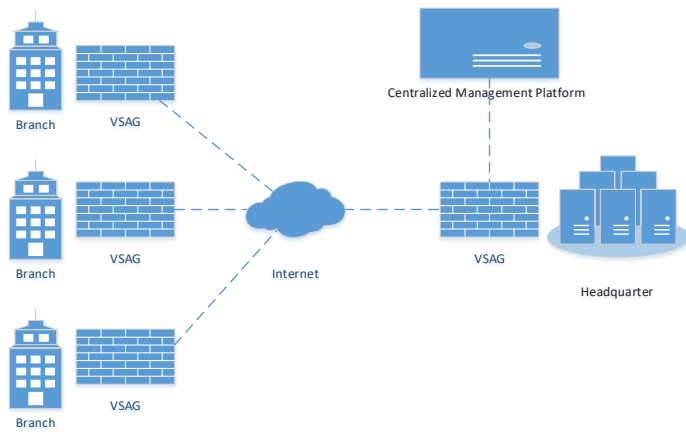 Centralized Management Platform
Branch
VSAG
Branch
VSAG
Internet
VSAG
Headquarter
Branch
VSAG